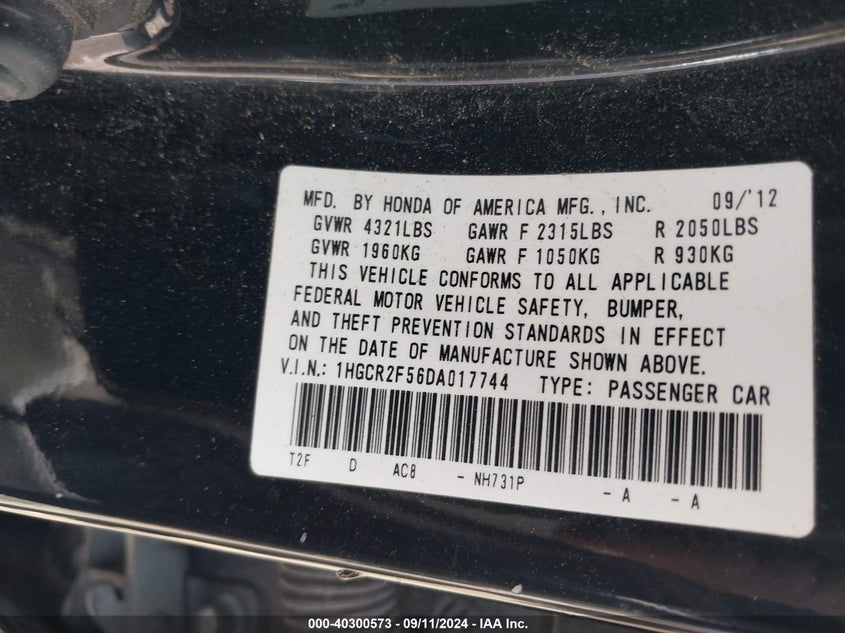 MFD. BY HONDA OF AMERICA MFG., INC. 09/'12
GVWR 4321LBS GAWR F 2315LBS R 2050LBS
GVWR 1960KG GAWR F 1050KG R 930KG
THIS VEHICLE CONFORMS TO ALL APPLICABLE
FEDERAL MOTOR VEHICLE SAFETY, BUMPER,
AND THEFT PREVENTION STANDARDS IN EFFECT
ON THE DATE OF MANUFACTURE SHOWN ABOVE.
V.I.N.: 1HGCR2F56DA017744 TYPE: PASSENGER CAR
T2F D AC8 - NH731P - A - A
000-40300573 - 09/11/2024 - IAA Inc.